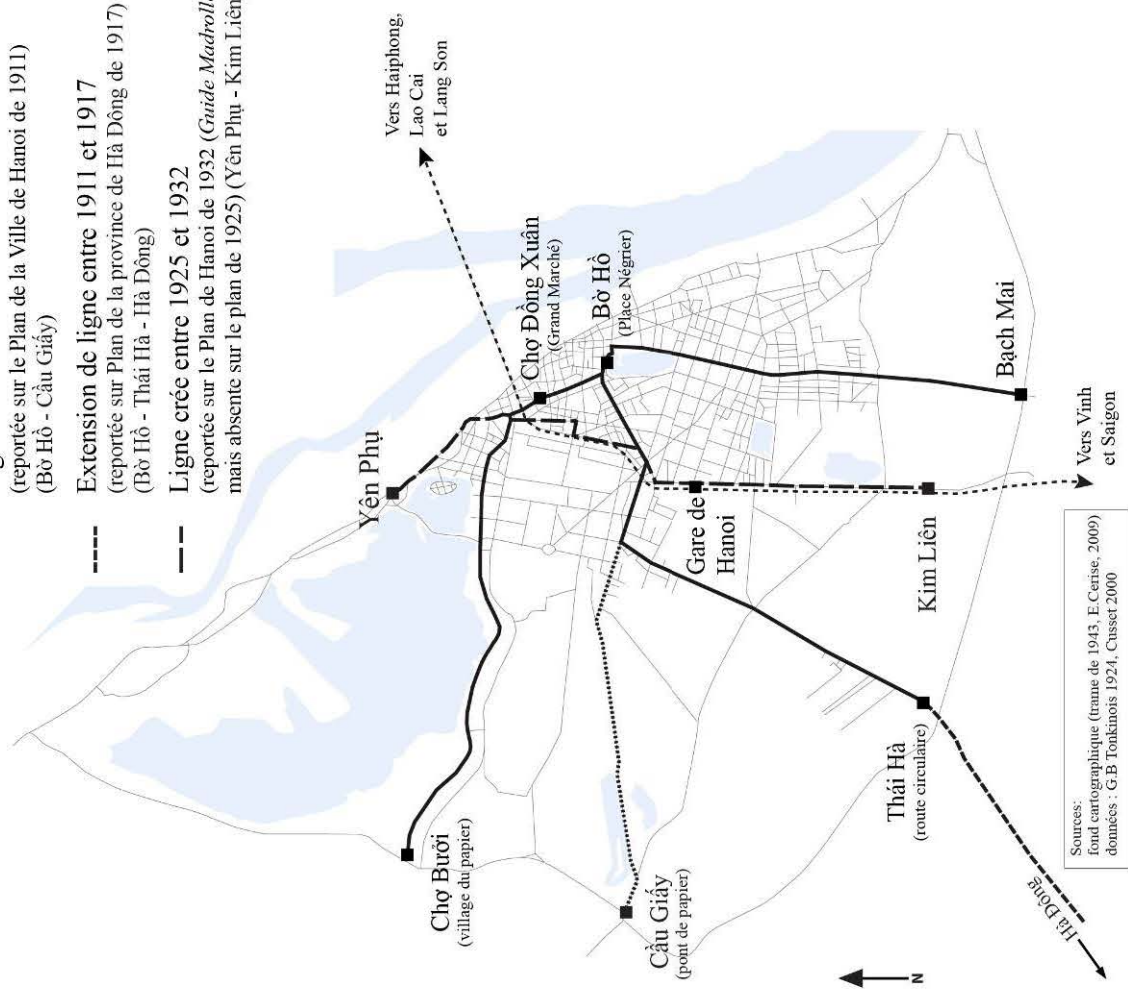 (reportée sur le Plan de la Ville de Hanoi de 1911)
(Bờ Hồ - Cầu Giấy)
Extension de ligne entre 1911 et 1917
(reportée sur Plan de la province de Hà Dông de 1917)
(Bờ Hồ - Thái Hà - Hà Dông)
Ligne crée entre 1925 et 1932
(reportée sur le Plan de Hanoi de 1932 (Guide Madrolle
mais absente sur le plan de 1925) (Yên Phụ - Kim Liên
Vers Haiphong,
Lao Cai
et Lang Son
Yên Phụ
Chợ Đồng Xuân
(Grand Marché)
Bờ Hồ
(Place Négrier)
Chợ Bưởi
(village du papier)
Cầu Giấy
(pont de papier)
Gare de
Hanoi
Thái Hà
(route circulaire)
Kim Liên
Bạch Mai
Hà Dông
Vers Vinh
et Saigon
N
Sources:
fond cartographique (trame de 1943, E.Cerise, 2009)
données : G.B Tonkinois 1924, Cusset 2000